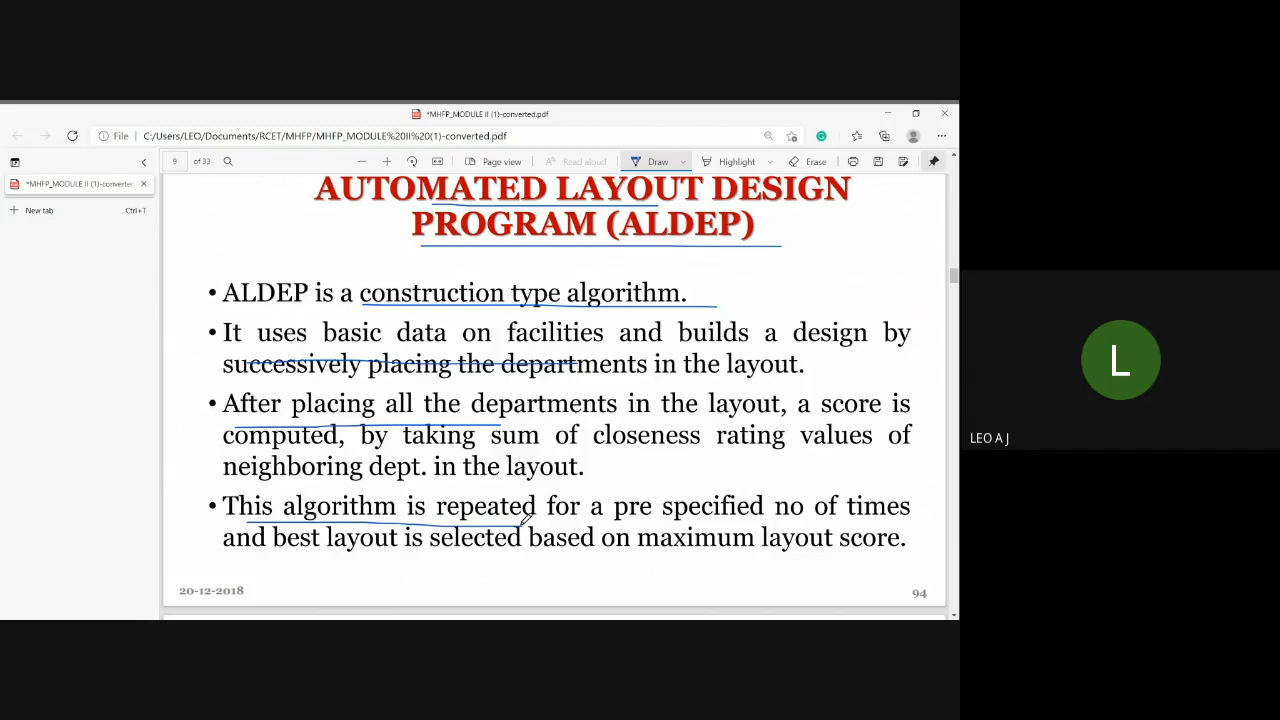 *MHFP_MODULE II (1)-converted.pdf
File
C:/Users/LEO/Documents/RCET/MHFP/MHFP_MODULE%20II%20(1)-converted.pdf
9 of 33
Page view
Read aloud
Draw
Highlight
Erase
*MHFP_MODULE II (1)-converted
New tab
Ctrl+T
AUTOMATED LAYOUT DESIGN
PROGRAM (ALDEP)
• ALDEP is a construction type algorithm.
• It uses basic data on facilities and builds a design by
successively placing the departments in the layout.
• After placing all the departments in the layout, a score is
computed, by taking sum of closeness rating values of
neighboring dept. in the layout.
• This algorithm is repeated for a pre specified no of times
and best layout is selected based on maximum layout score.
20-12-2018
94
L
LEO A J